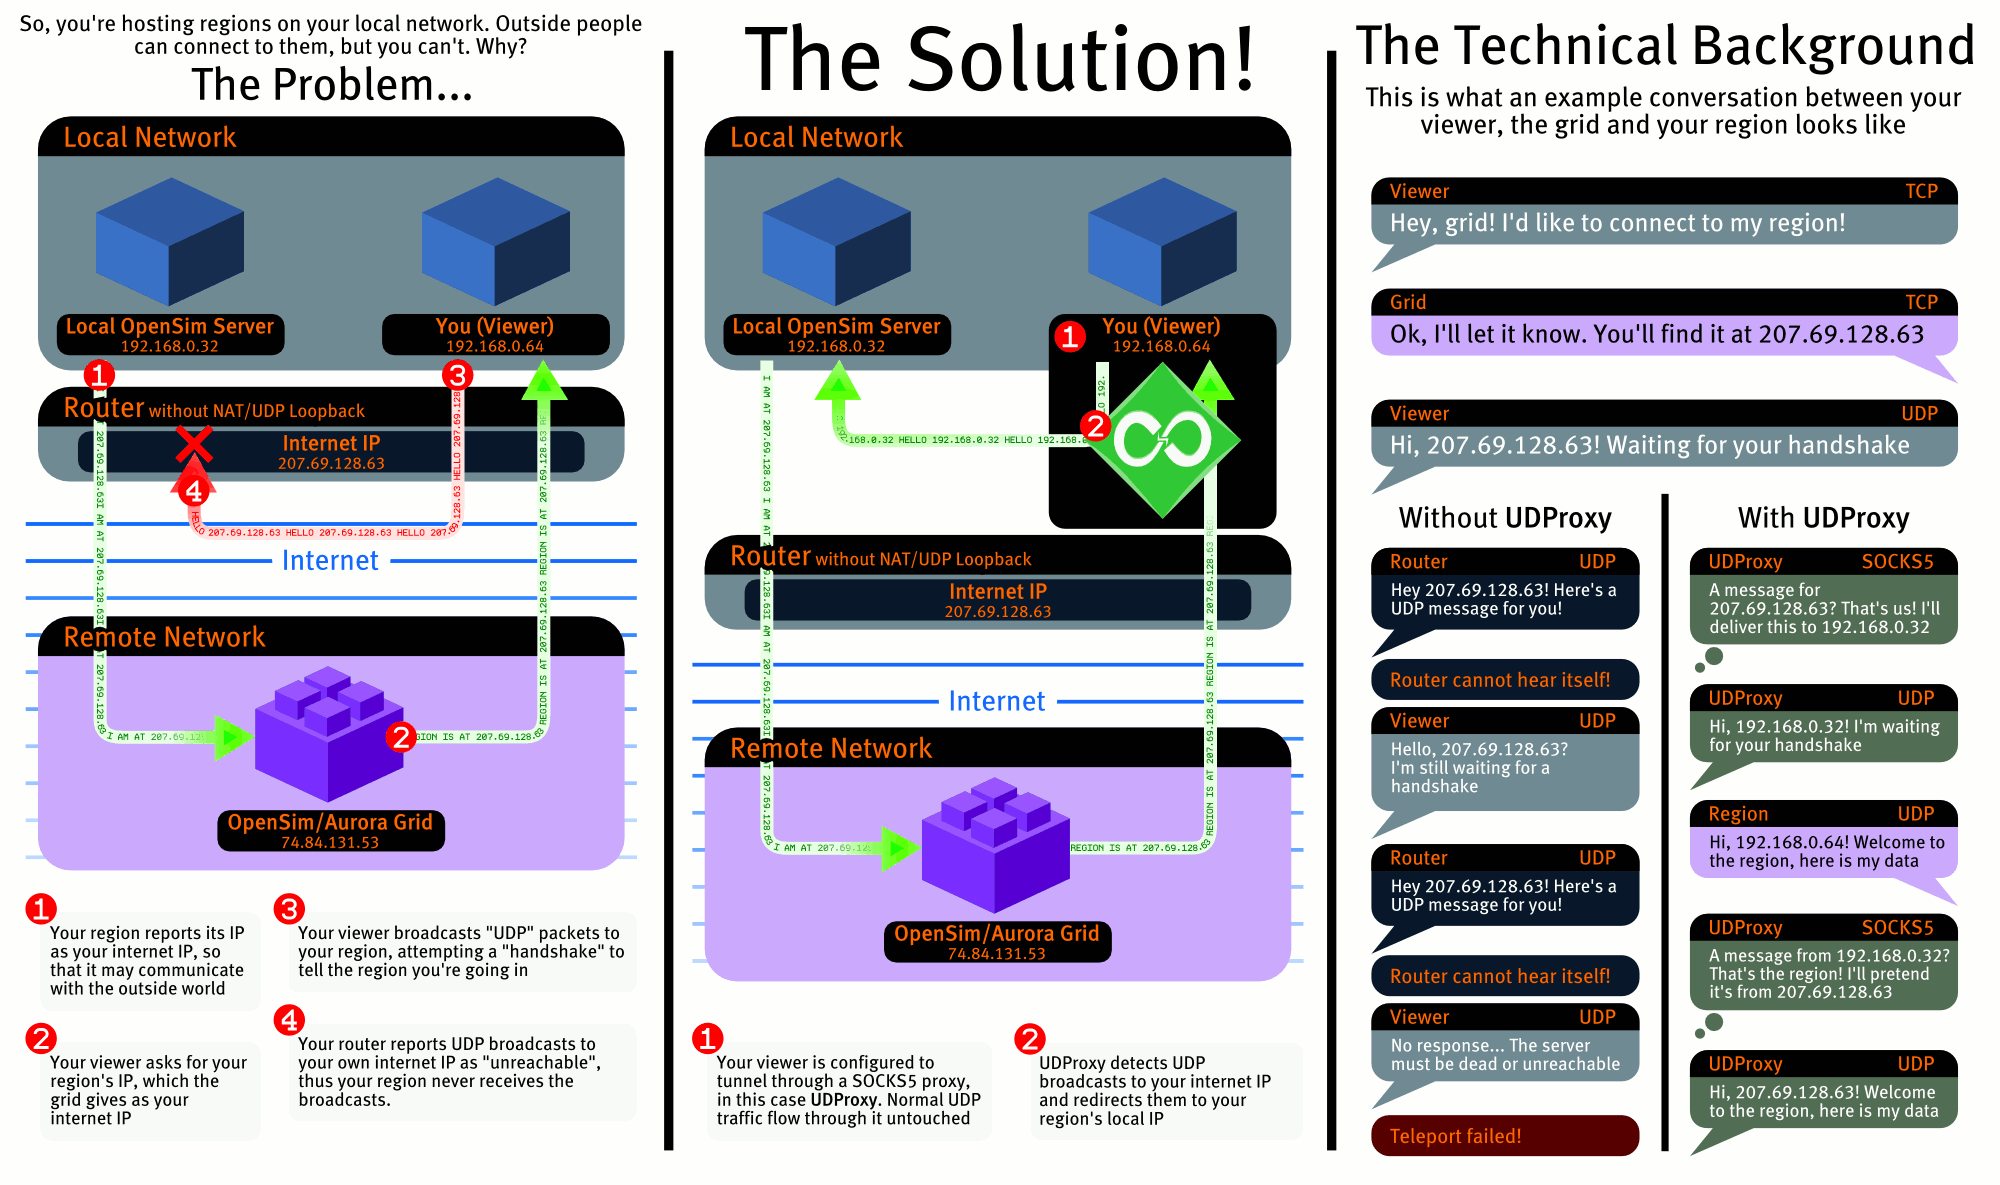 So, you're hosting regions on your local network. Outside people
can connect to them, but you can't. Why?
The Problem...
Local Network
Local OpenSim Server
192.168.0.32
You (Viewer)
192.168.0.64
1
3
Router without NAT/UDP Loopback
Internet IP
207.69.128.63
4
HELLO 207.69.128.63 HELLO 207.69.128.63 HELLO 207.69.128.63 HELLO 207.69.128
I AM AT 207.69.128.63
REGION IS AT 207.69.128.63 REGION IS AT 207.69.128.63
Internet
Remote Network
2
OpenSim/Aurora Grid
74.84.131.53
1
Your region reports its IP
as your internet IP, so
that it may communicate
with the outside world
2
Your viewer asks for your
region's IP, which the
grid gives as your
internet IP
3
Your viewer broadcasts "UDP" packets to
your region, attempting a "handshake" to
tell the region you're going in
4
Your router reports UDP broadcasts to
your own internet IP as "unreachable",
thus your region never receives the
broadcasts.
The Solution!
Local Network
Local OpenSim Server
192.168.0.32
1
You (Viewer)
192.168.0.64
2
.168.0.32 HELLO 192.168.0.32 HELLO 192.168.0
I AM AT 207.69.128.63 I AM AT
Router without NAT/UDP Loopback
Internet IP
207.69.128.63
Internet
Remote Network
REGION IS AT 207.69.128.63 REGION IS AT 207.69.128.63
OpenSim/Aurora Grid
74.84.131.53
1
Your viewer is configured to
tunnel through a SOCKS5 proxy,
in this case UDProxy. Normal UDP
traffic flow through it untouched
2
UDProxy detects UDP
broadcasts to your internet IP
and redirects them to your
region's local IP
The Technical Background
This is what an example conversation between your
viewer, the grid and your region looks like
Viewer TCP
Hey, grid! I'd like to connect to my region!
Grid TCP
Ok, I'll let it know. You'll find it at 207.69.128.63
Viewer UDP
Hi, 207.69.128.63! Waiting for your handshake
Without UDProxy
Router UDP
Hey 207.69.128.63! Here's a
UDP message for you!
Router cannot hear itself!
Viewer UDP
Hello, 207.69.128.63?
I'm still waiting for a
handshake
Router UDP
Hey 207.69.128.63! Here's a
UDP message for you!
Router cannot hear itself!
Viewer UDP
No response... The server
must be dead or unreachable
Teleport failed!
With UDProxy
UDProxy SOCKS5
A message for
207.69.128.63? That's us! I'll
deliver this to 192.168.0.32
UDProxy UDP
Hi, 192.168.0.32! I'm waiting
for your handshake
Region UDP
Hi, 192.168.0.64! Welcome to
the region, here is my data
UDProxy SOCKS5
A message from 192.168.0.32?
That's the region! I'll pretend
it's from 207.69.128.63
UDProxy UDP
Hi, 207.69.128.63! Welcome
to the region, here is my data